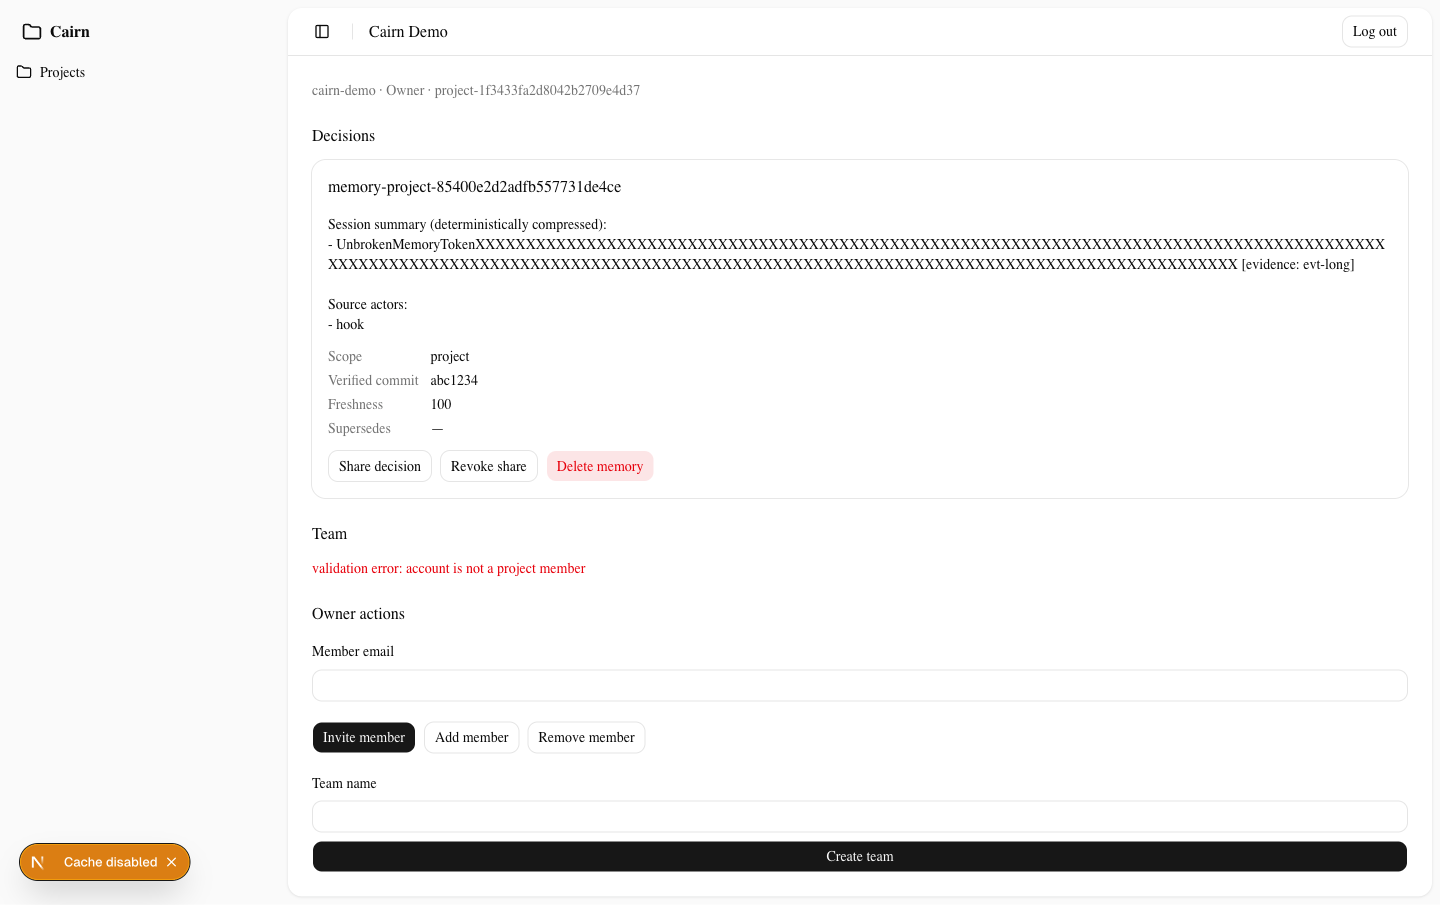 Cairn
Projects
Cairn Demo
Log out
cairn-demo · Owner · project-1f3433fa2d8042b2709e4d37
Decisions
memory-project-85400e2d2adfb557731de4ce
Session summary (deterministically compressed):
- UnbrokenMemoryTokenXXXXXXXXXXXXXXXXXXXXXXXXXXXXXXXXXXXXXXXXXXXXXXXXXXXXXXXXXXXXXXXXXXXXXXXXXXXXXXXXXXXXXXXXXX
XXXXXXXXXXXXXXXXXXXXXXXXXXXXXXXXXXXXXXXXXXXXXXXXXXXXXXXXXXXXXXXXXXXXXXXXXXXXXXXXXXXXXXXXXX [evidence: evt-long]
Source actors:
- hook
Scope project
Verified commit abc1234
Freshness 100
Supersedes —
Share decision Revoke share Delete memory
Team
validation error: account is not a project member
Owner actions
Member email
Invite member Add member Remove member
Team name
Create team
Cache disabled